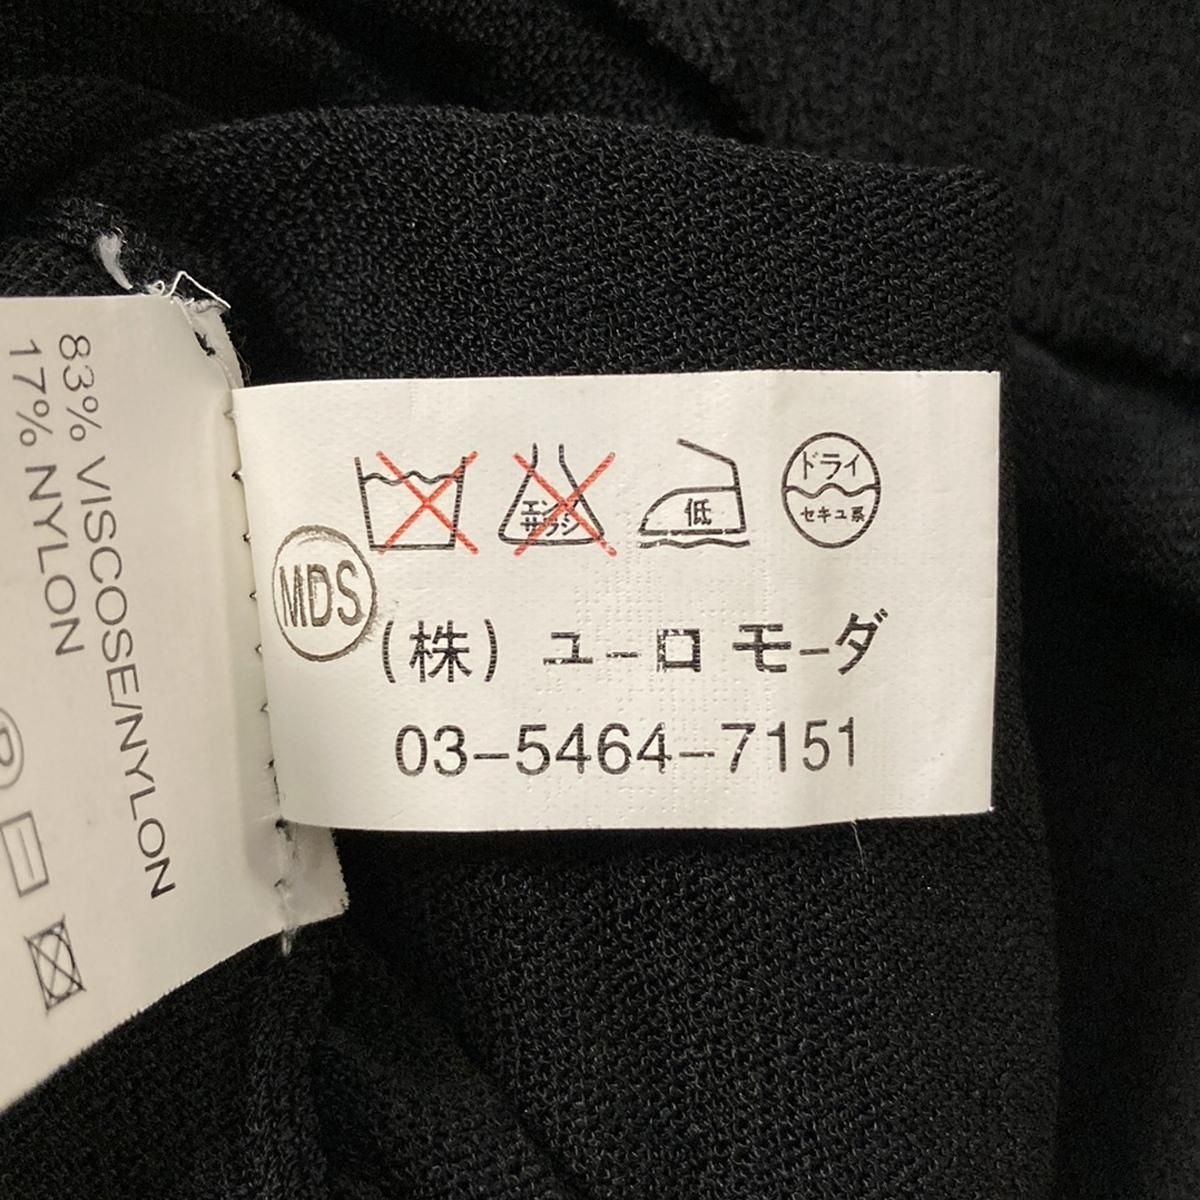 83% VISCOSE/NYLON
17% NYLON
P
エンソ
サラシ
低
ドライ
セキユ系
MDS
(株) ユーロモーダ
03-5464-7151